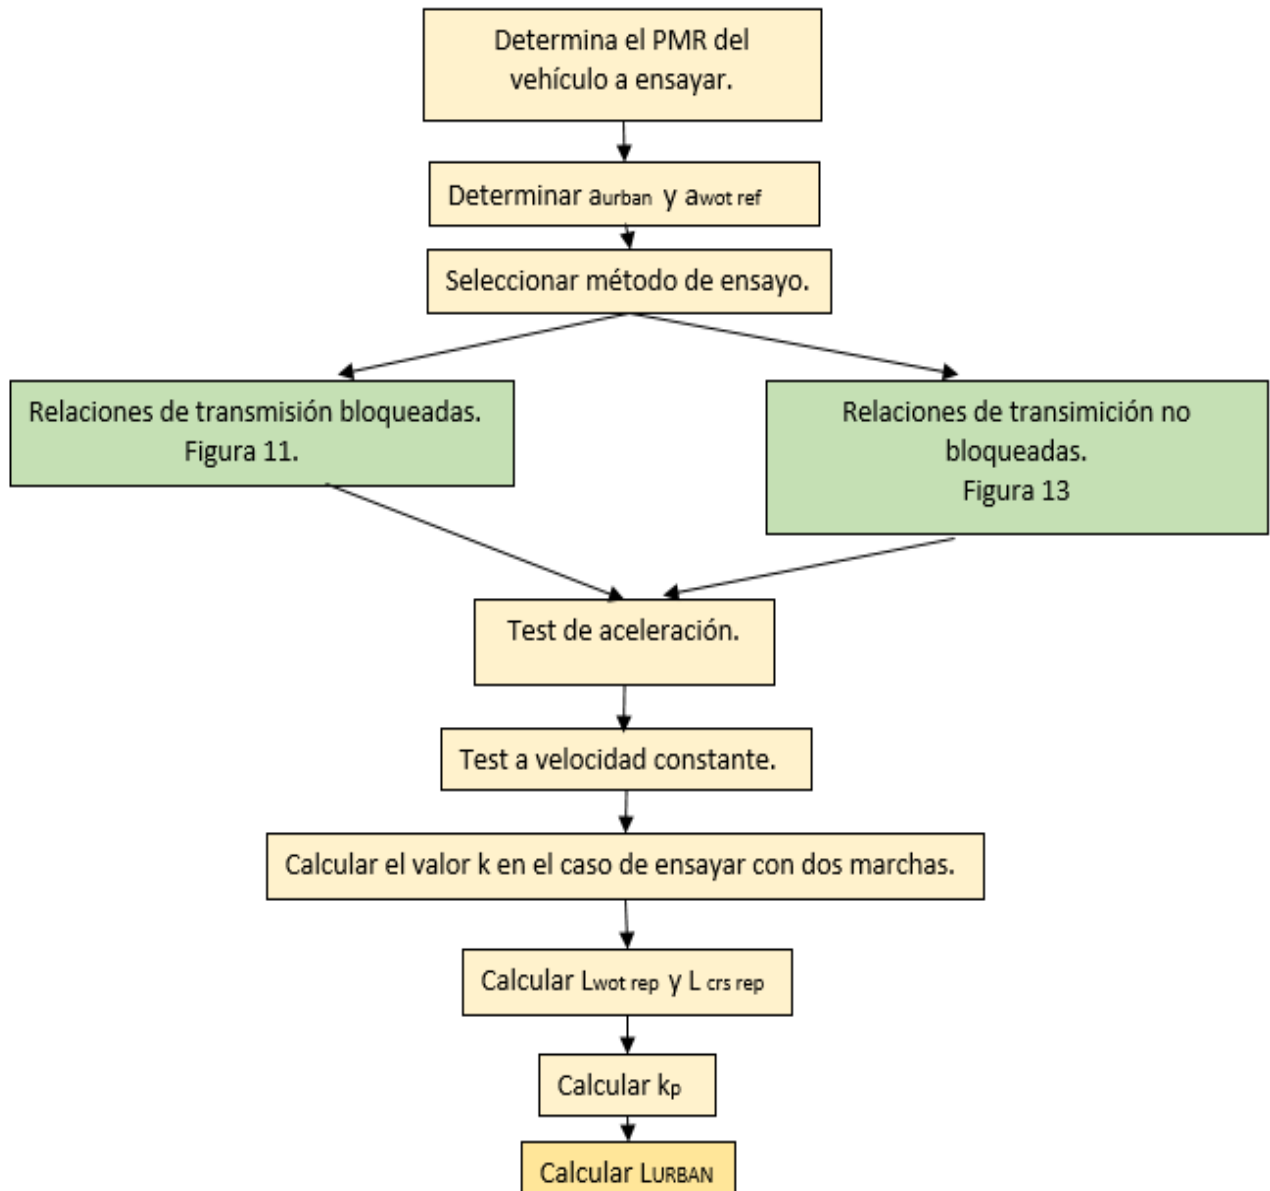 Determina el PMR del
vehículo a ensayar.
Determinar aurban y awot ref
Seleccionar método de ensayo.
Relaciones de transmisión bloqueadas.
Figura 11.
Relaciones de transimición no
bloqueadas.
Figura 13
Test de aceleración.
Test a velocidad constante.
Calcular el valor k en el caso de ensayar con dos marchas.
Calcular Lwot rep y L crs rep
Calcular kp
Calcular LURBAN